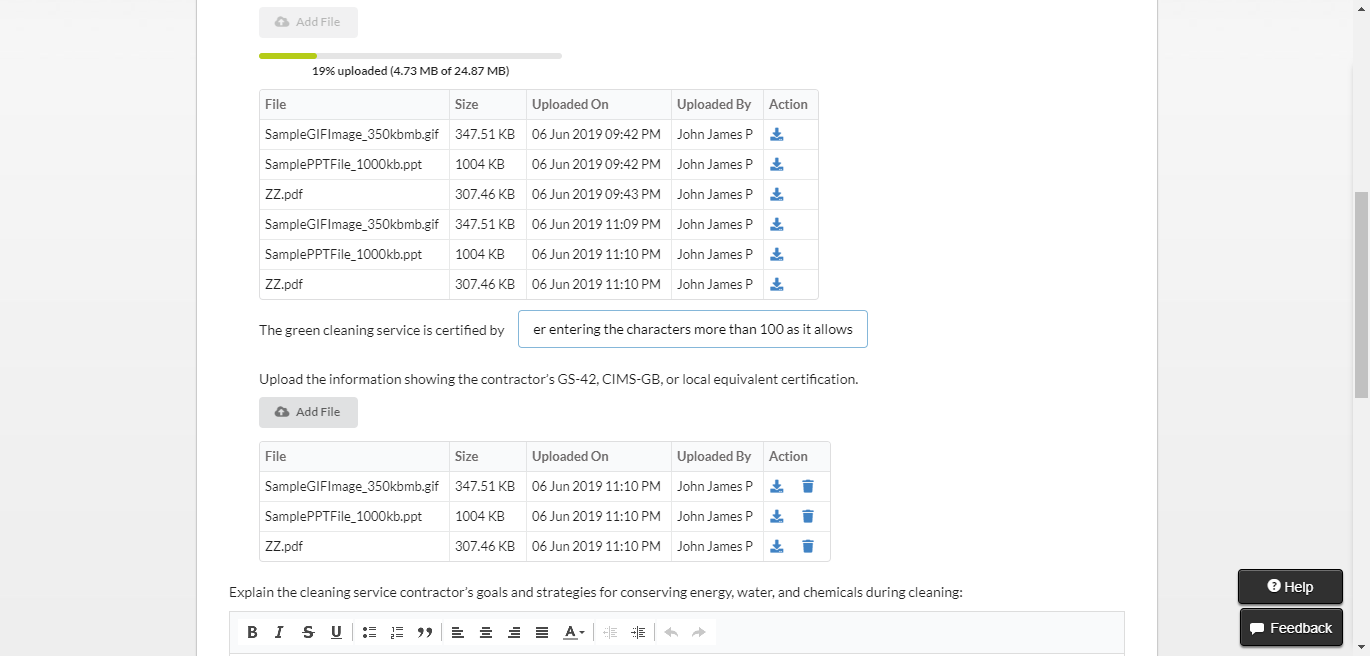 Add File
19% uploaded (4.73 MB of 24.87 MB)
File Size Uploaded On Uploaded By Action
SampleGIFImage_350kbmb.gif 347.51 KB 06 Jun 2019 09:42 PM John James P
SamplePPTFile_1000kb.ppt 1004 KB 06 Jun 2019 09:42 PM John James P
ZZ.pdf 307.46 KB 06 Jun 2019 09:43 PM John James P
SampleGIFImage_350kbmb.gif 347.51 KB 06 Jun 2019 11:09 PM John James P
SamplePPTFile_1000kb.ppt 1004 KB 06 Jun 2019 11:10 PM John James P
ZZ.pdf 307.46 KB 06 Jun 2019 11:10 PM John James P
The green cleaning service is certified by er entering the characters more than 100 as it allows
Upload the information showing the contractor's GS-42, CIMS-GB, or local equivalent certification.
Add File
File Size Uploaded On Uploaded By Action
SampleGIFImage_350kbmb.gif 347.51 KB 06 Jun 2019 11:10 PM John James P
SamplePPTFile_1000kb.ppt 1004 KB 06 Jun 2019 11:10 PM John James P
ZZ.pdf 307.46 KB 06 Jun 2019 11:10 PM John James P
Help
Explain the cleaning service contractor's goals and strategies for conserving energy, water, and chemicals during cleaning:
B I S U A
Feedback